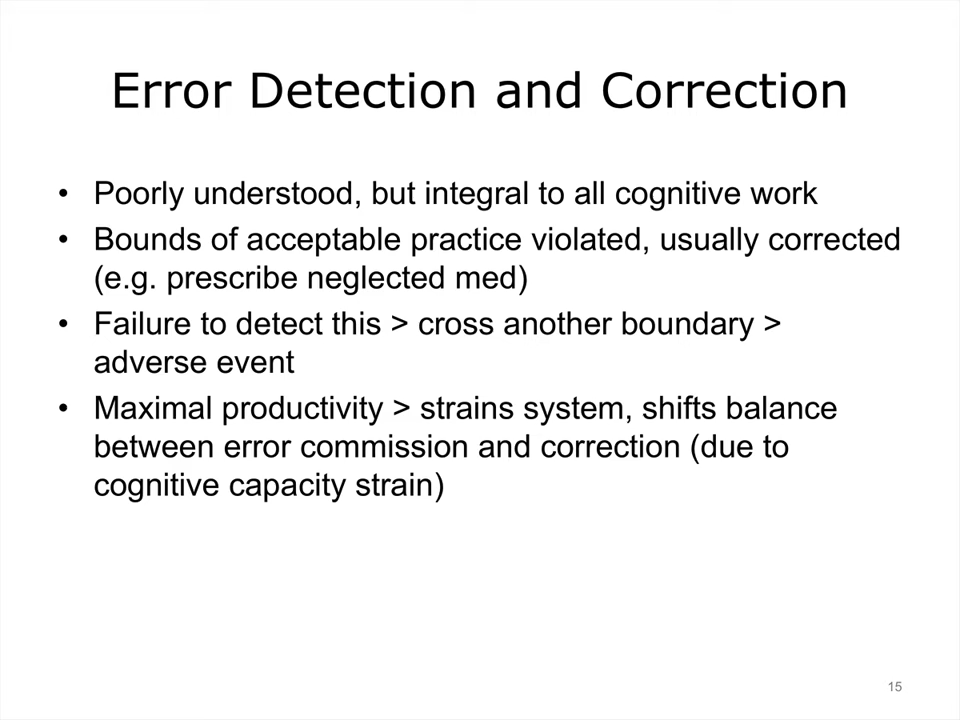 Error Detection and Correction
• Poorly understood, but integral to all cognitive work
• Bounds of acceptable practice violated, usually corrected
(e.g. prescribe neglected med)
• Failure to detect this > cross another boundary >
adverse event
• Maximal productivity > strains system, shifts balance
between error commission and correction (due to
cognitive capacity strain)
15